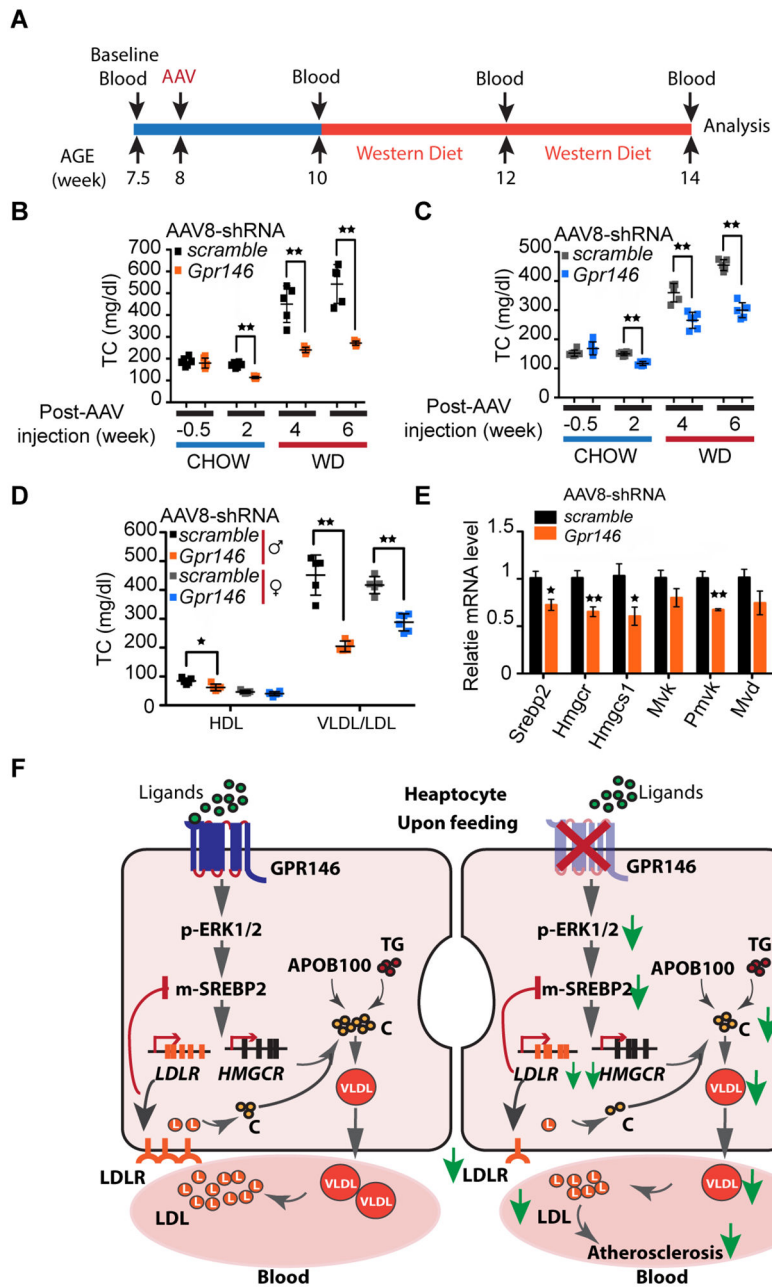 A
Baseline
Blood AAV Blood Blood Blood
Analysis
AGE
(week) 7.5 8 10 12 14
Western Diet Western Diet
B
AAV8-shRNA
scramble
Gpr146
TC (mg/dl)
700
600
500
400
300
200
100
★★ ★★ ★★
Post-AAV
injection (week)
-0.5 2 4 6
CHOW WD
C
AAV8-shRNA
scramble
Gpr146
TC (mg/dl)
500
400
300
200
100
0
★★ ★★ ★★
Post-AAV
injection (week)
-0.5 2 4 6
CHOW WD
D
AAV8-shRNA
scramble
Gpr146 ♂
scramble
Gpr146 ♀
TC (mg/dl)
600
500
400
300
200
100
0
★ ★★ ★★
HDL VLDL/LDL
E
AAV8-shRNA
scramble
Gpr146
Relatie mRNA level
1.5
1
0.5
0
★ ★★ ★ ★★
Srebp2
Hmgcr
Hmgcs1
Mvk
Pmvk
Mvd
F
Ligands
Heaptocyte
Upon feeding
Ligands
GPR146
p-ERK1/2
m-SREBP2
APOB100
TG
C
LDLR HMGCR
VLDL
L L
C
LDLR
L L L L L L L L L L
LDL
VLDL
VLDL
Blood
GPR146
p-ERK1/2
m-SREBP2
APOB100
TG
C
LDLR HMGCR
VLDL
L
C
LDLR
L L L L L L
LDL
VLDL
Atherosclerosis
Blood